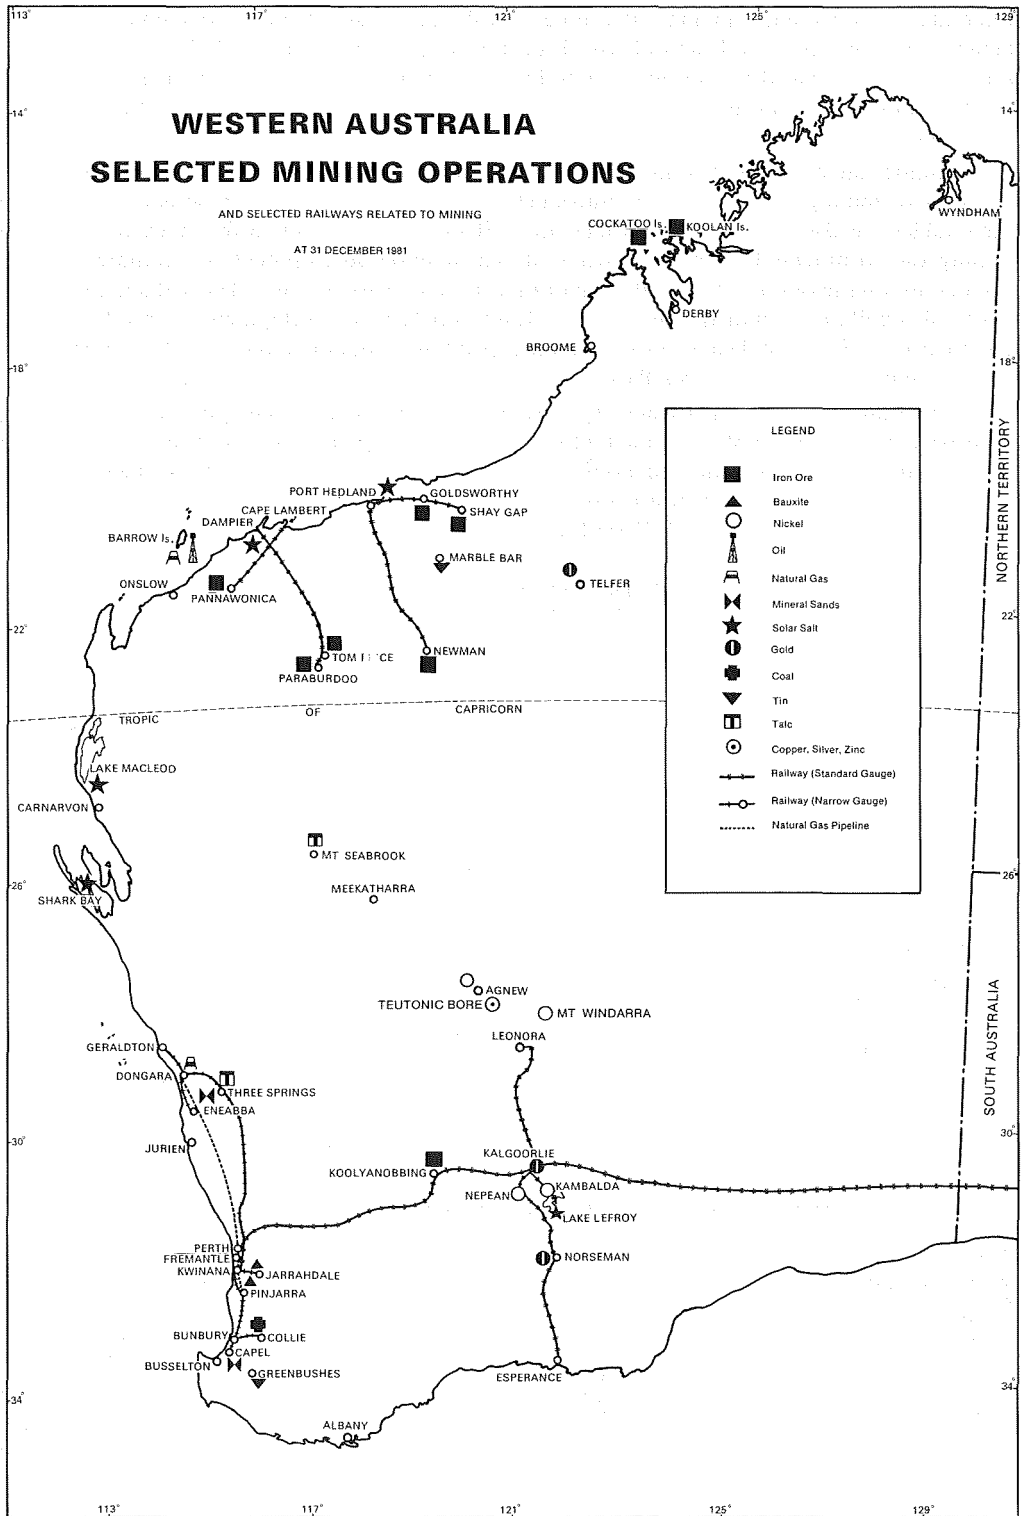 113°
117°
121°
125°
129°
14°
14°
WESTERN AUSTRALIA
SELECTED MINING OPERATIONS
AND SELECTED RAILWAYS RELATED TO MINING
AT 31 DECEMBER 1981
WYNDHAM
COCKATOO Is.
KOOLAN Is.
DERBY
BROOME
18°
18°
LEGEND
Iron Ore
Bauxite
Nickel
Oil
Natural Gas
Mineral Sands
Solar Salt
Gold
Coal
Tin
Talc
Copper, Silver, Zinc
Railway (Standard Gauge)
Railway (Narrow Gauge)
Natural Gas Pipeline
NORTHERN TERRITORY
PORT HEDLAND
GOLDSWORTHY
SHAY GAP
CAPE LAMBERT
DAMPIER
BARROW Is.
MARBLE BAR
TELFER
ONSLOW
PANNAWONICA
22°
22°
TOM
NEWMAN
PARABURDOO
TROPIC OF CAPRICORN
LAKE MACLEOD
CARNARVON
MT SEABROOK
26°
26°
MEEKATHARRA
SHARK BAY
AGNEW
TEUTONIC BORE
MT WINDARRA
LEONORA
SOUTH AUSTRALIA
GERALDTON
DONGARA
THREE SPRINGS
ENEABBA
30°
30°
JURIEN
KALGOORLIE
KOOLYANOBBING
KAMBALDA
NEPEAN
LAKE LEFROY
PERTH
FREMANTLE
KWINANA
JARRAHDALE
NORSEMAN
PINJARRA
BUNBURY
COLLIE
CAPEL
BUSSELTON
GREENBUSHES
ESPERANCE
34°
34°
ALBANY
113°
117°
121°
125°
129°